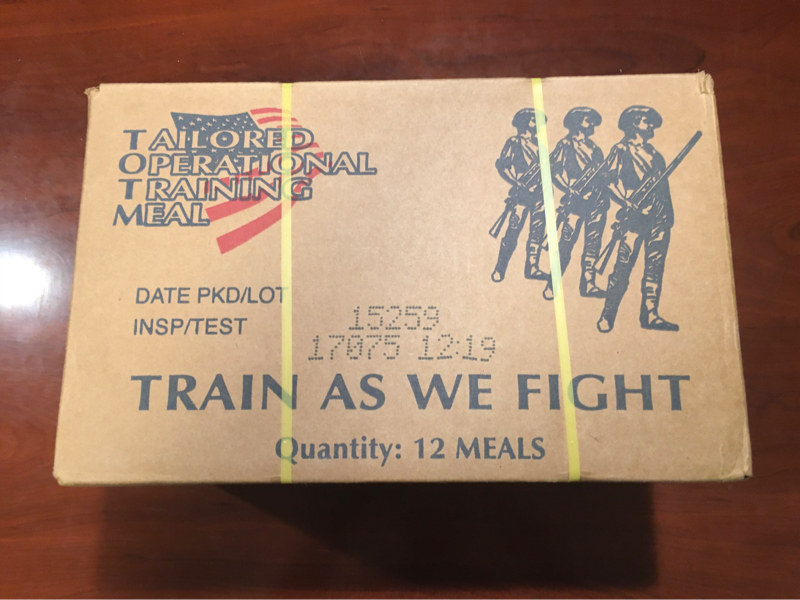 TAILORED
OPERATIONAL
TRAINING
MEAL
DATE PKD/LOT
15259
INSP/TEST
17075 12:19
TRAIN AS WE FIGHT
Quantity: 12 MEALS